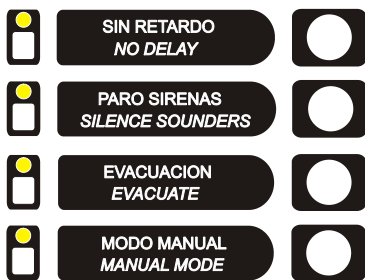 SIN RETARDO
NO DELAY
PARO SIRENAS
SILENCE SOUNDERS
EVACUACION
EVACUATE
MODO MANUAL
MANUAL MODE